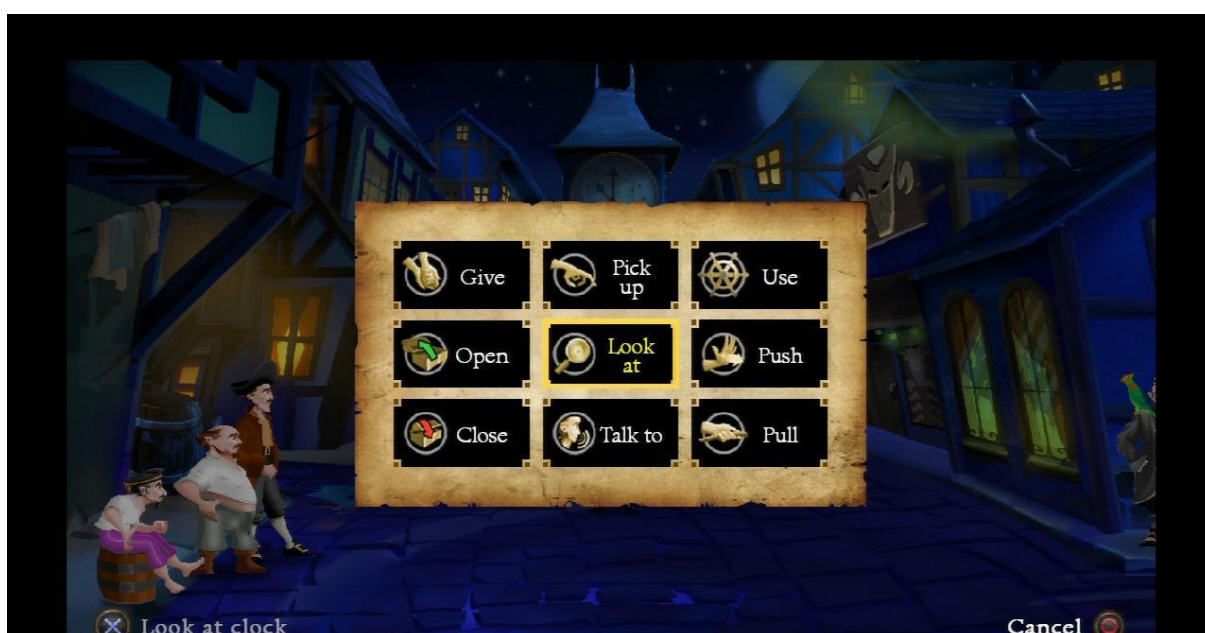 Give
Pick
up
Use
Open
Look
at
Push
Close
Talk to
Pull
Look at clock
Cancel